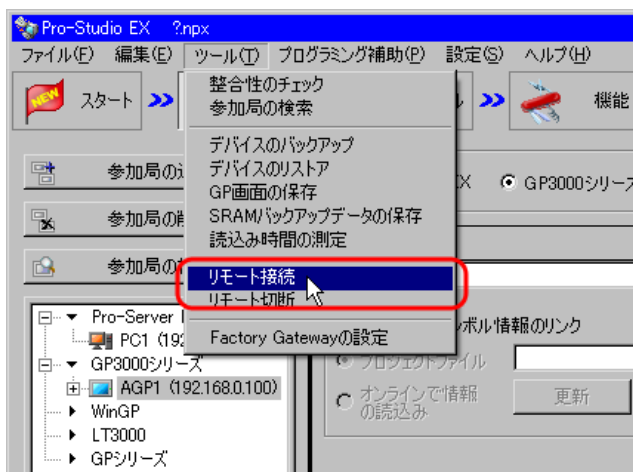 Pro-Studio EX ?.npx
ファイル(F) 編集(E) ツール(T) プログラミング補助(P) 設定(S) ヘルプ(H)
NEW スタート 機能
整合性のチェック
参加局の検索
デバイスのバックアップ
デバイスのリストア
GP画面の保存
SRAMバックアップデータの保存
読込み時間の測定
リモート接続
リモート切断
Factory Gatewayの設定
参加局の
参加局の
参加局の
EX GP3000シリーズ
Pro-Server
PC1 (192
GP3000シリーズ
AGP1 (192.168.0.100)
WinGP
LT3000
GPシリーズ
ンボル情報のリンク
プロジェクトファイル
オンラインで情報
の読込み
更新